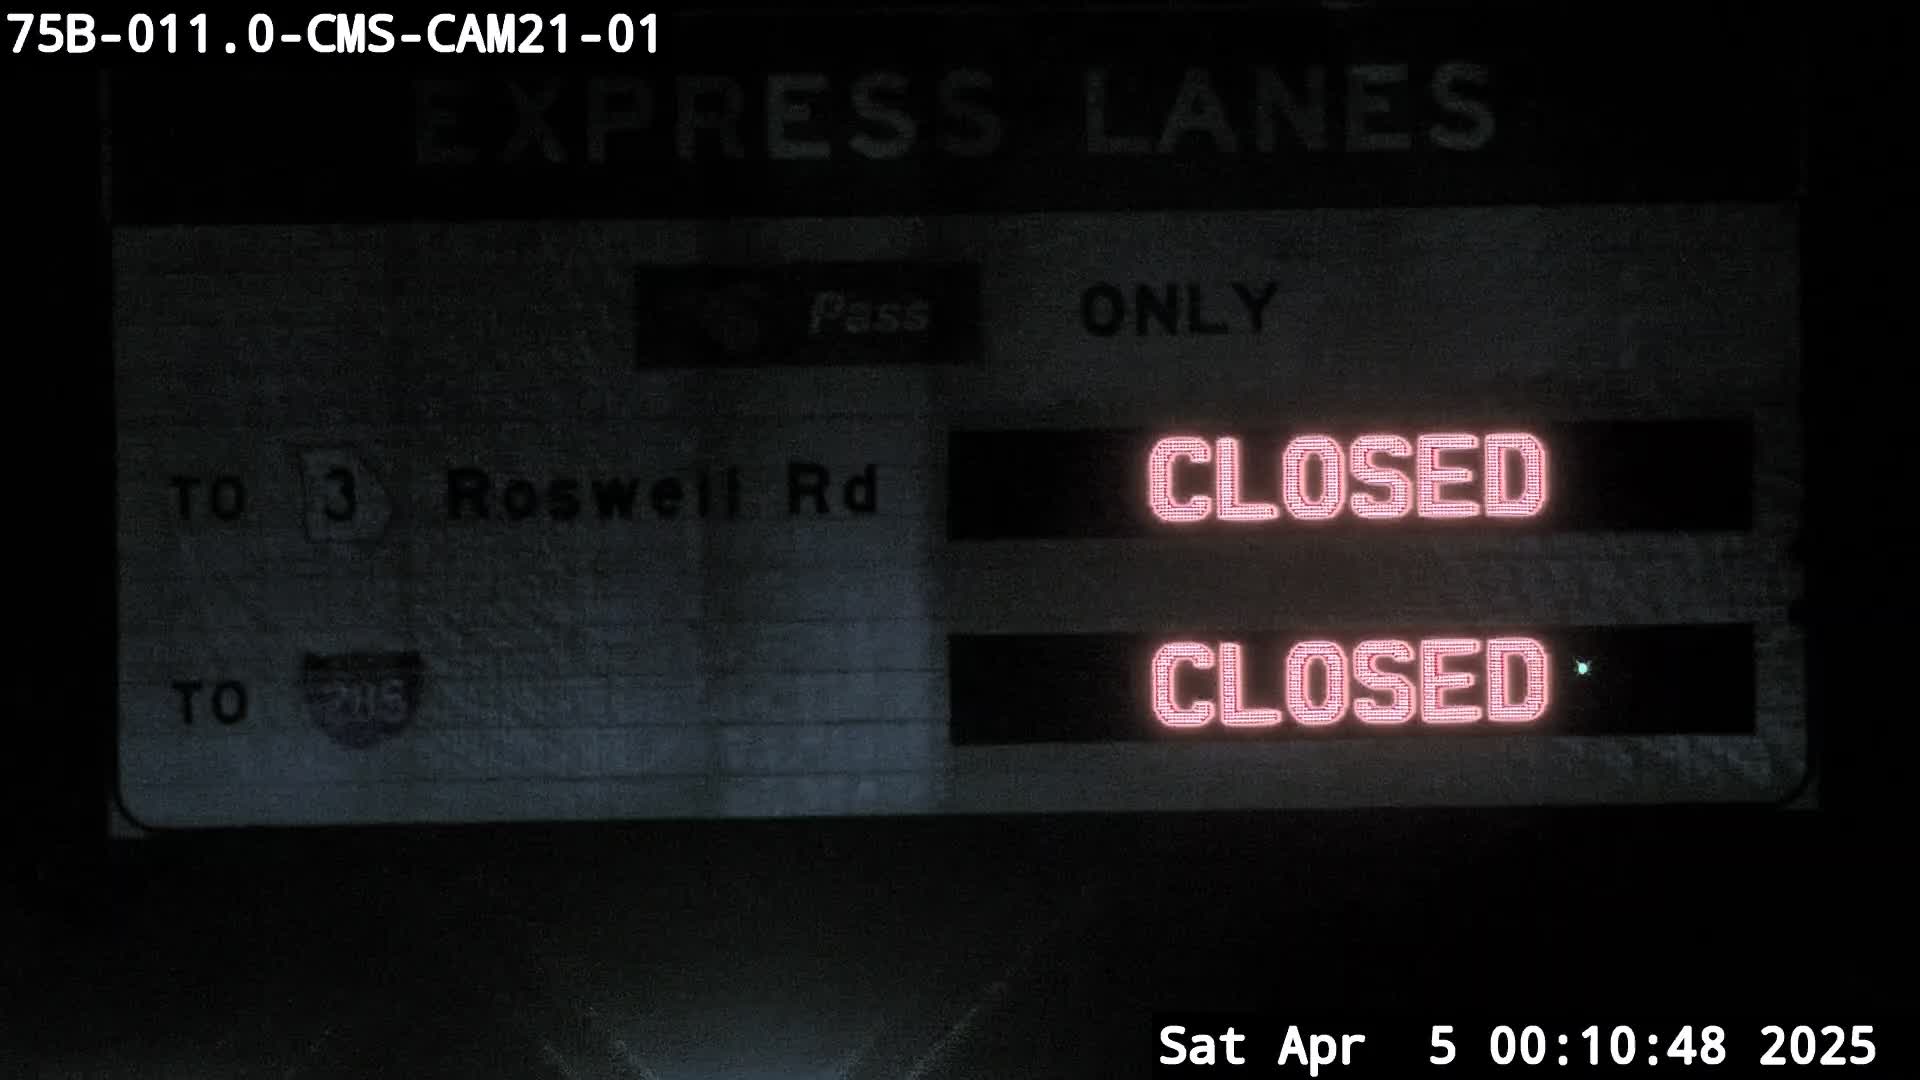 75B-011.0-CMS-CAM21-01
EXPRESS LANES
Pass ONLY
TO 3 Roswell Rd CLOSED
TO 285 CLOSED
Sat Apr 5 00:10:48 2025